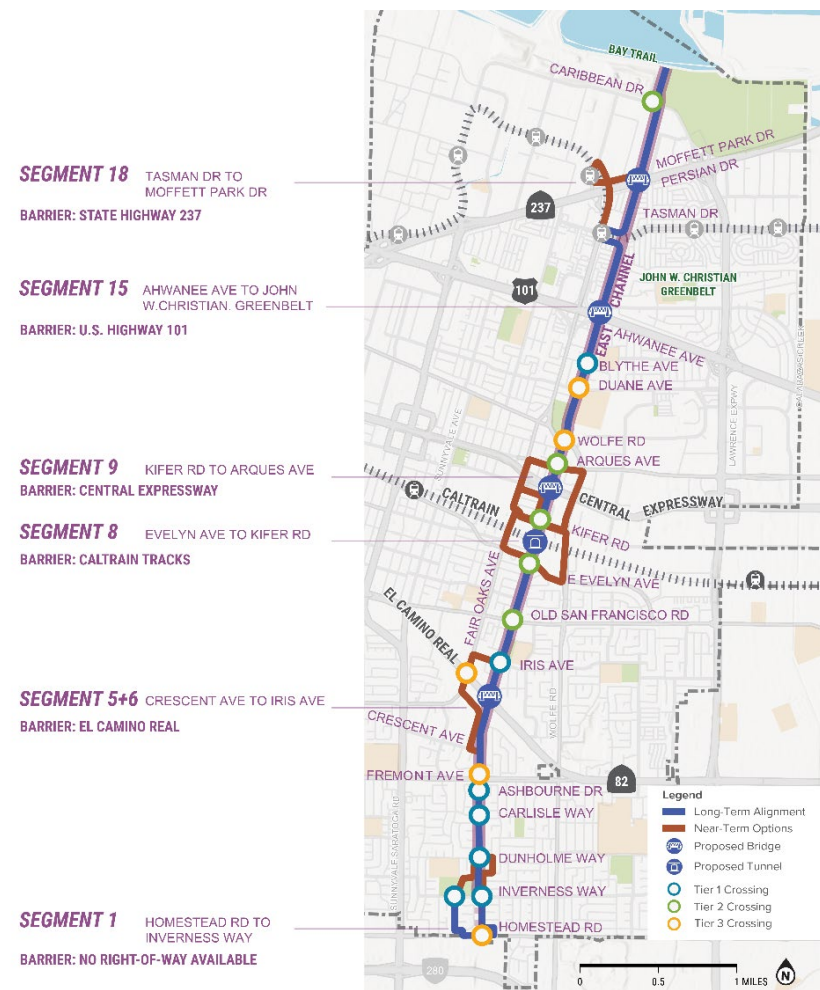 BAY TRAIL
CARIBBEAN DR
MOFFETT PARK DR
PERSIAN DR
SEGMENT 18 TASMAN DR TO
MOFFETT PARK DR
BARRIER: STATE HIGHWAY 237
237
TASMAN DR
JOHN W. CHRISTIAN
GREENBELT
EAST CHANNEL
SEGMENT 15 AHWANEE AVE TO JOHN
W.CHRISTIAN. GREENBELT
BARRIER: U.S. HIGHWAY 101
101
AHWANEE AVE
BLYTHE AVE
DUANE AVE
CALABAZAS CREEK
LAWRENCE EXPWY
SUNNYVALE AVE
WOLFE RD
ARQUES AVE
SEGMENT 9 KIFER RD TO ARQUES AVE
BARRIER: CENTRAL EXPRESSWAY
CALTRAIN
CENTRAL EXPRESSWAY
SEGMENT 8 EVELYN AVE TO KIFER RD
BARRIER: CALTRAIN TRACKS
KIFER RD
E EVELYN AVE
FAIR OAKS AVE
EL CAMINO REAL
OLD SAN FRANCISCO RD
IRIS AVE
WOLFE RD
SEGMENT 5+6 CRESCENT AVE TO IRIS AVE
BARRIER: EL CAMINO REAL
CRESCENT AVE
FREMONT AVE
82
ASHBOURNE DR
CARLISLE WAY
SUNNYVALE SARATOGA RD
DUNHOLME WAY
INVERNESS WAY
HOMESTEAD RD
SEGMENT 1 HOMESTEAD RD TO
INVERNESS WAY
BARRIER: NO RIGHT-OF-WAY AVAILABLE
280
Legend
Long-Term Alignment
Near-Term Options
Proposed Bridge
Proposed Tunnel
Tier 1 Crossing
Tier 2 Crossing
Tier 3 Crossing
0 0.5 1 MILES
N